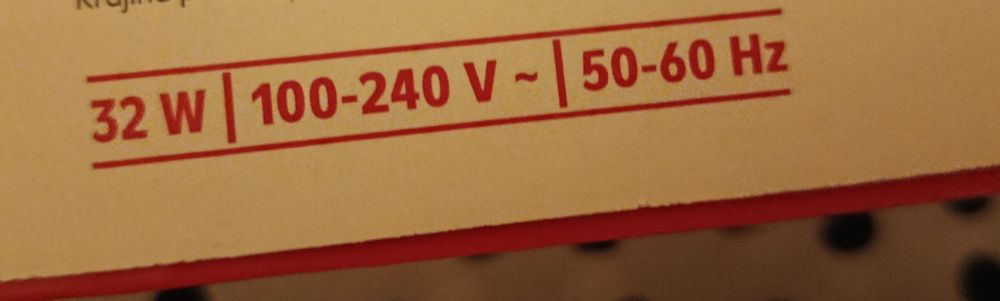 32 W | 100-240 V ~ | 50-60 Hz